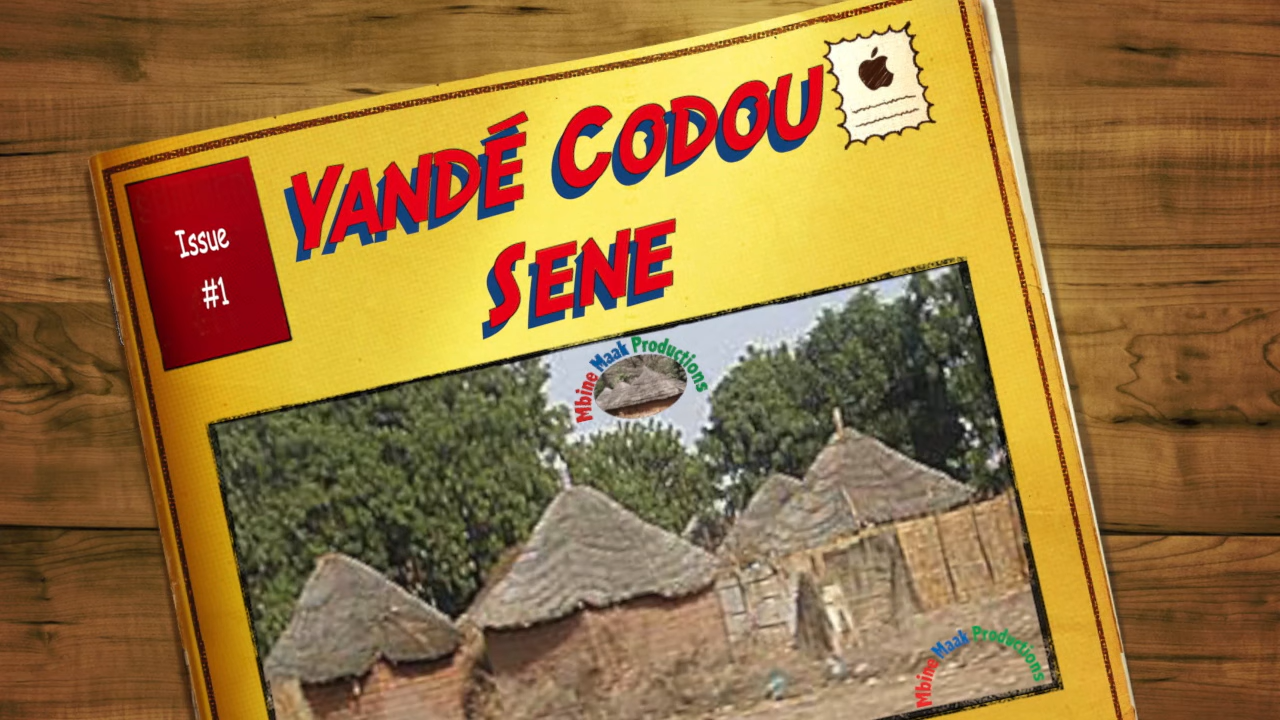 Issue
#1
YANDÉ CODOU
SENE
Mbine Maak Productions
Mbine Maak Productions